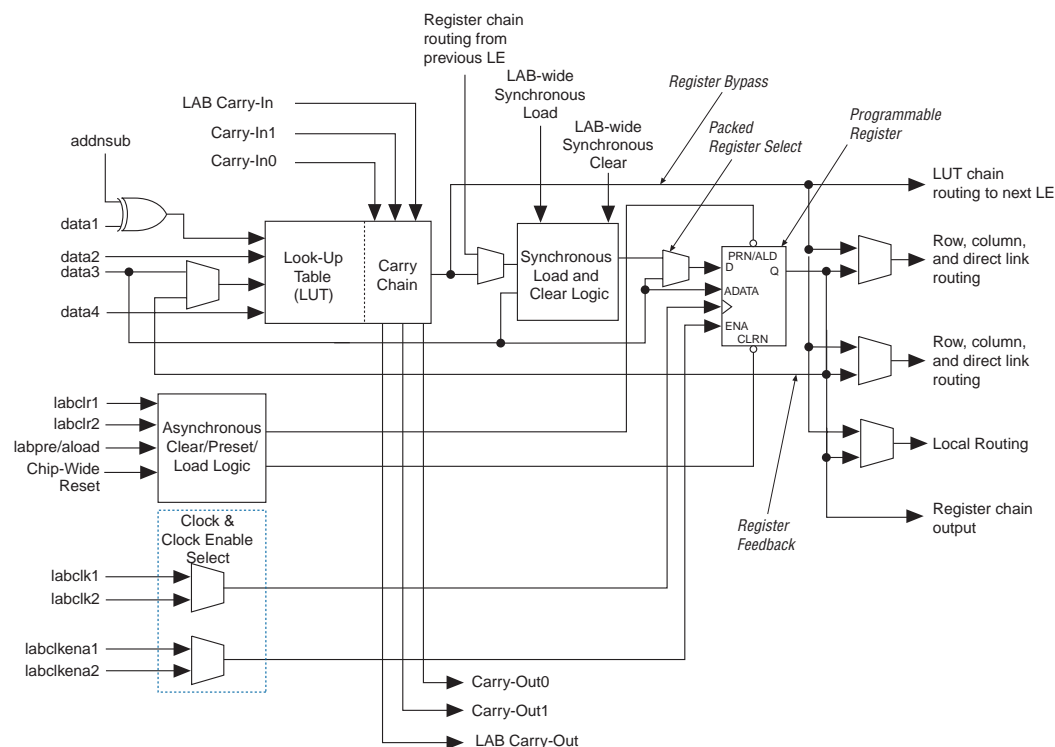 Register chain
routing from
previous LE
LAB-wide
Synchronous
Load
LAB-wide
Synchronous
Clear
Register Bypass
Packed
Register Select
Programmable
Register
LAB Carry-In
Carry-In1
Carry-In0
addnsub
data1
data2
data3
data4
Look-Up
Table
(LUT)
Carry
Chain
Synchronous
Load and
Clear Logic
PRN/ALD
D
Q
ADATA
ENA
CLRN
LUT chain
routing to next LE
Row, column,
and direct link
routing
Row, column,
and direct link
routing
Local Routing
Register chain
output
labclr1
labclr2
labpre/aload
Chip-Wide
Reset
Asynchronous
Clear/Preset/
Load Logic
Register
Feedback
Clock &
Clock Enable
Select
labclk1
labclk2
labclkena1
labclkena2
Carry-Out0
Carry-Out1
LAB Carry-Out